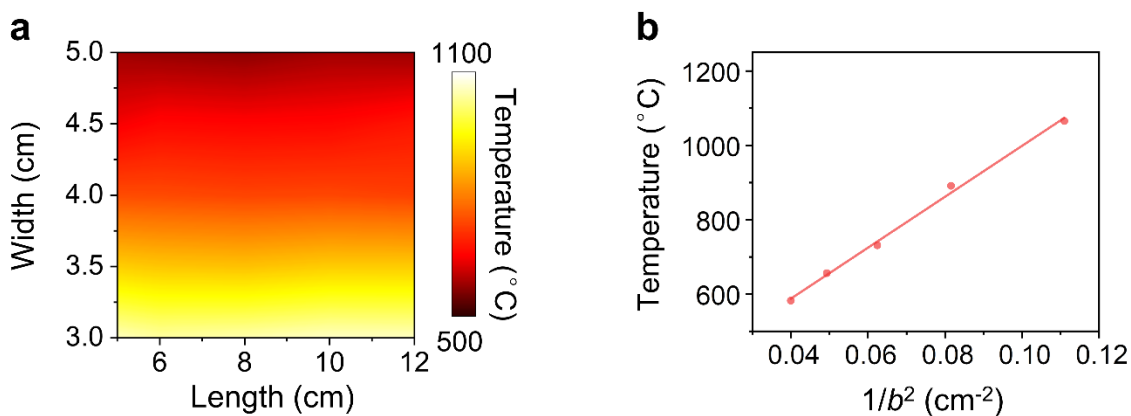 a
5.0
4.5
4.0
3.5
3.0
6
8
10
12
Width (cm)
Length (cm)
1100
500
Temperature (°C)
b
1200
1000
800
600
0.04
0.06
0.08
0.10
0.12
Temperature (°C)
1/b² (cm⁻²)